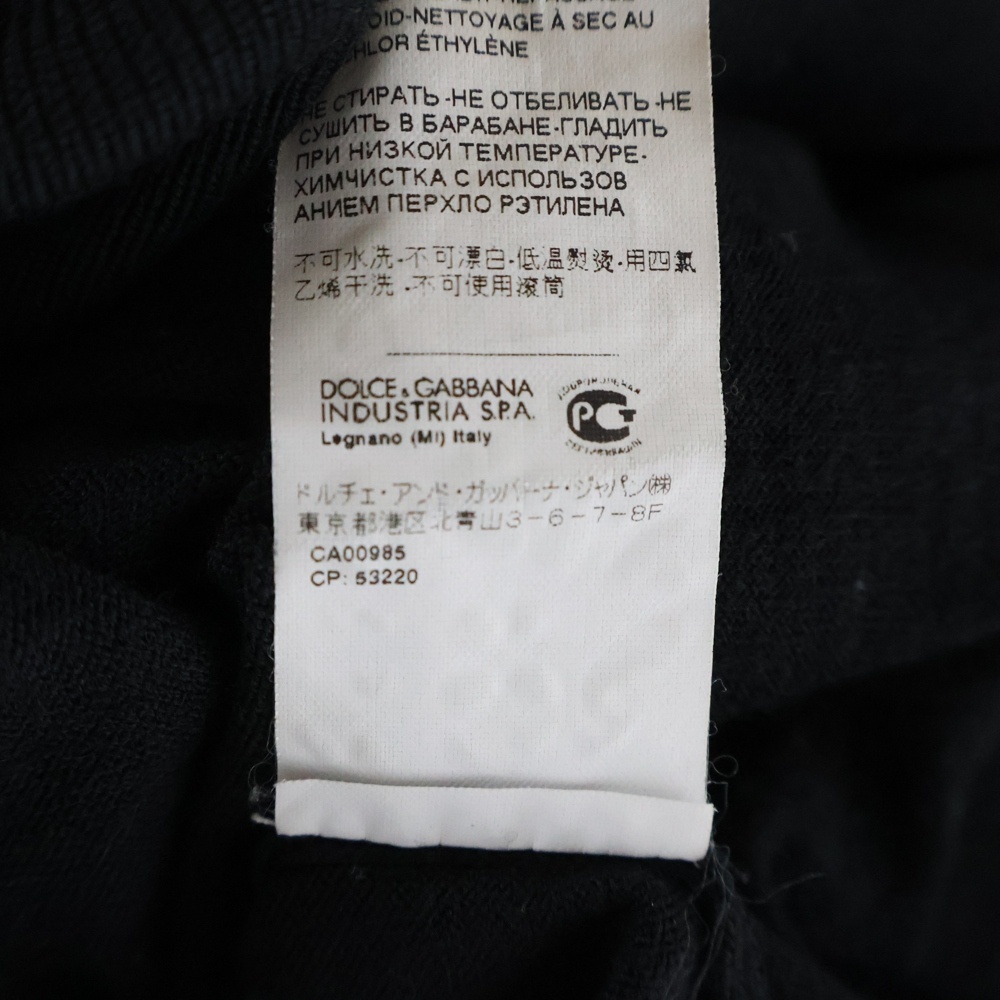 OID-NETTOYAGE À SEC AU
HLOR ÉTHYLÈNE
НЕ СТИРАТЬ-НЕ ОТБЕЛИВАТЬ-НЕ
СУШИТЬ В БАРАБАНЕ-ГЛАДИТЬ
ПРИ НИЗКОЙ ТЕМПЕРАТУРЕ-
ХИМЧИСТКА С ИСПОЛЬЗОВ
АНИЕМ ПЕРХЛО РЭТИЛЕНА
不可水洗-不可漂白-低温熨烫-用四氯
乙烯干洗-不可使用滚筒
DOLCE&GABBANA
INDUSTRIA S.P.A.
Legnano (MI) Italy
РСТ
ドルチェ・アンド・ガッバーナ・ジャパン㈱
東京都港区北青山3-6-7-8F
CA00985
CP: 53220